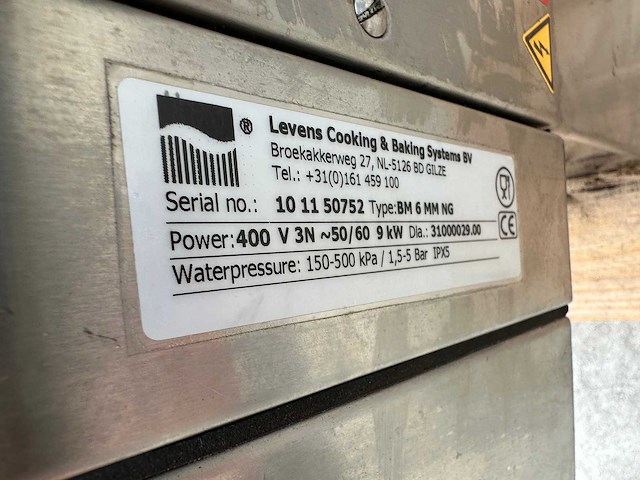 Levens Cooking & Baking Systems BV
Broekakkerweg 27, NL-5126 BD GILZE
Tel.: +31(0)161 459 100
®
Serial no.: 10 11 50752 Type:BM 6 MM NG
Power:400 V 3N ~50/60 9 kW Dia.: 31000029.00
Waterpressure: 150-500 kPa / 1,5-5 Bar IPX5
CE